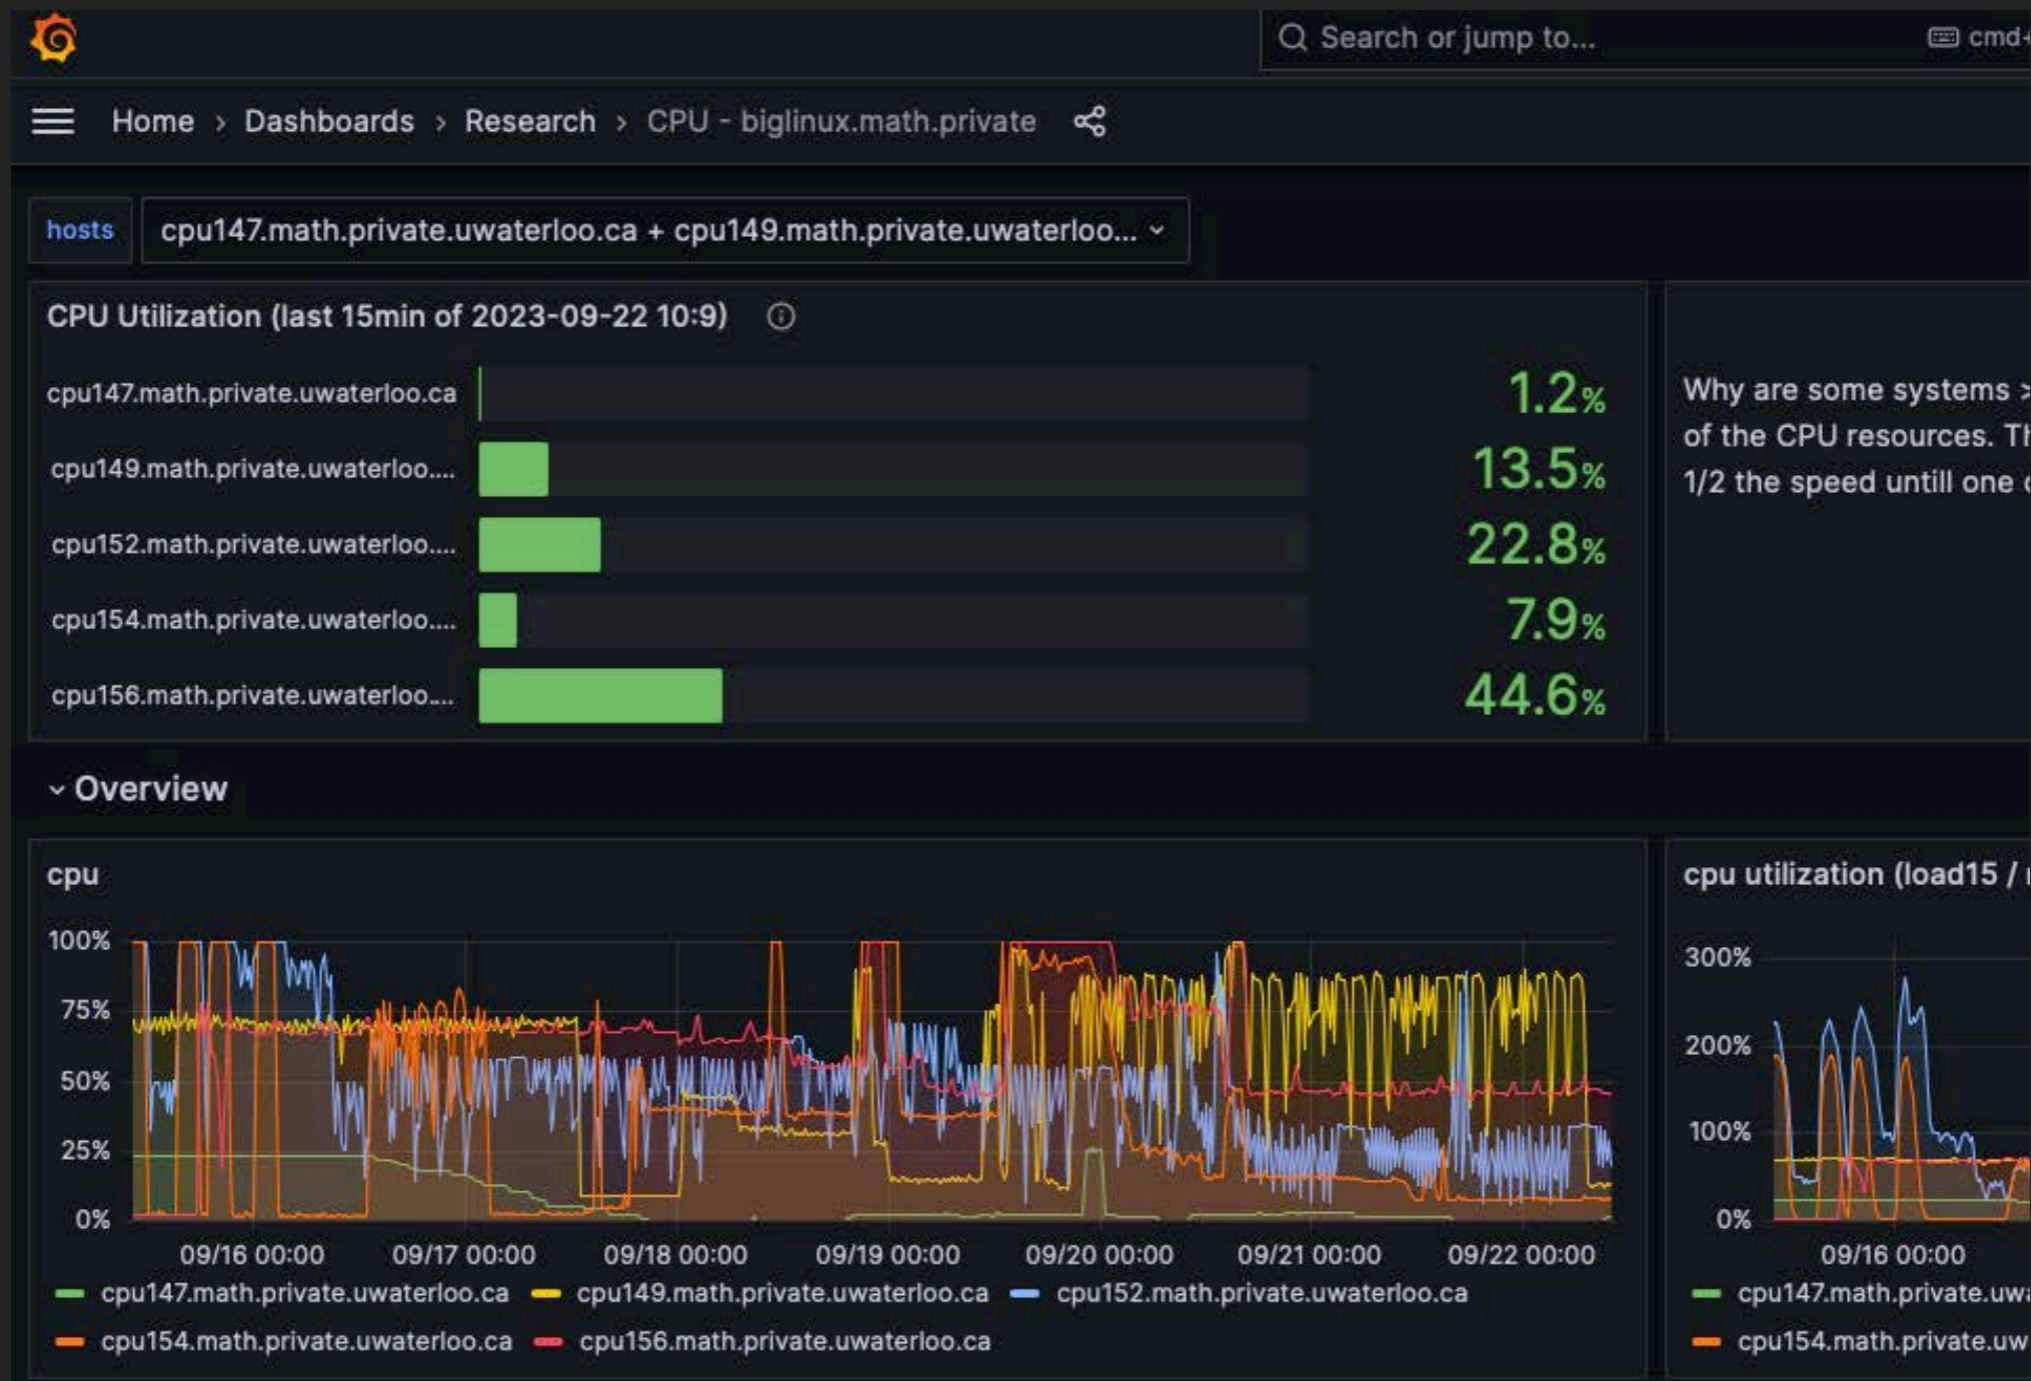 Search or jump to...
cmd+
Home › Dashboards › Research › CPU - biglinux.math.private
hosts
cpu147.math.private.uwaterloo.ca + cpu149.math.private.uwaterloo...
CPU Utilization (last 15min of 2023-09-22 10:9)
cpu147.math.private.uwaterloo.ca
1.2%
cpu149.math.private.uwaterloo....
13.5%
cpu152.math.private.uwaterloo....
22.8%
cpu154.math.private.uwaterloo....
7.9%
cpu156.math.private.uwaterloo....
44.6%
Why are some systems >
of the CPU resources. Th
1/2 the speed untill one
Overview
cpu
100%
75%
50%
25%
0%
09/16 00:00 09/17 00:00 09/18 00:00 09/19 00:00 09/20 00:00 09/21 00:00 09/22 00:00
cpu147.math.private.uwaterloo.ca cpu149.math.private.uwaterloo.ca cpu152.math.private.uwaterloo.ca
cpu154.math.private.uwaterloo.ca cpu156.math.private.uwaterloo.ca
cpu utilization (load15 /
300%
200%
100%
0%
09/16 00:00
cpu147.math.private.uwa
cpu154.math.private.uw